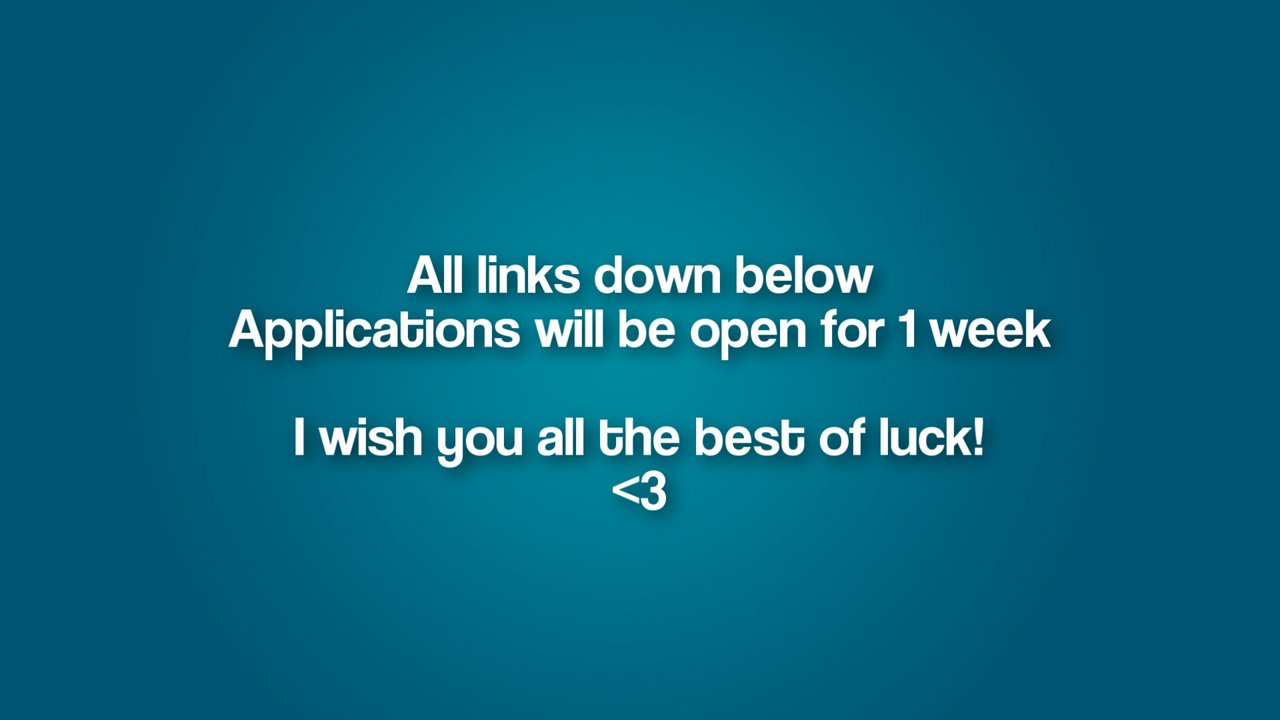 All links down below
Applications will be open for 1 week
I wish you all the best of luck!
<3